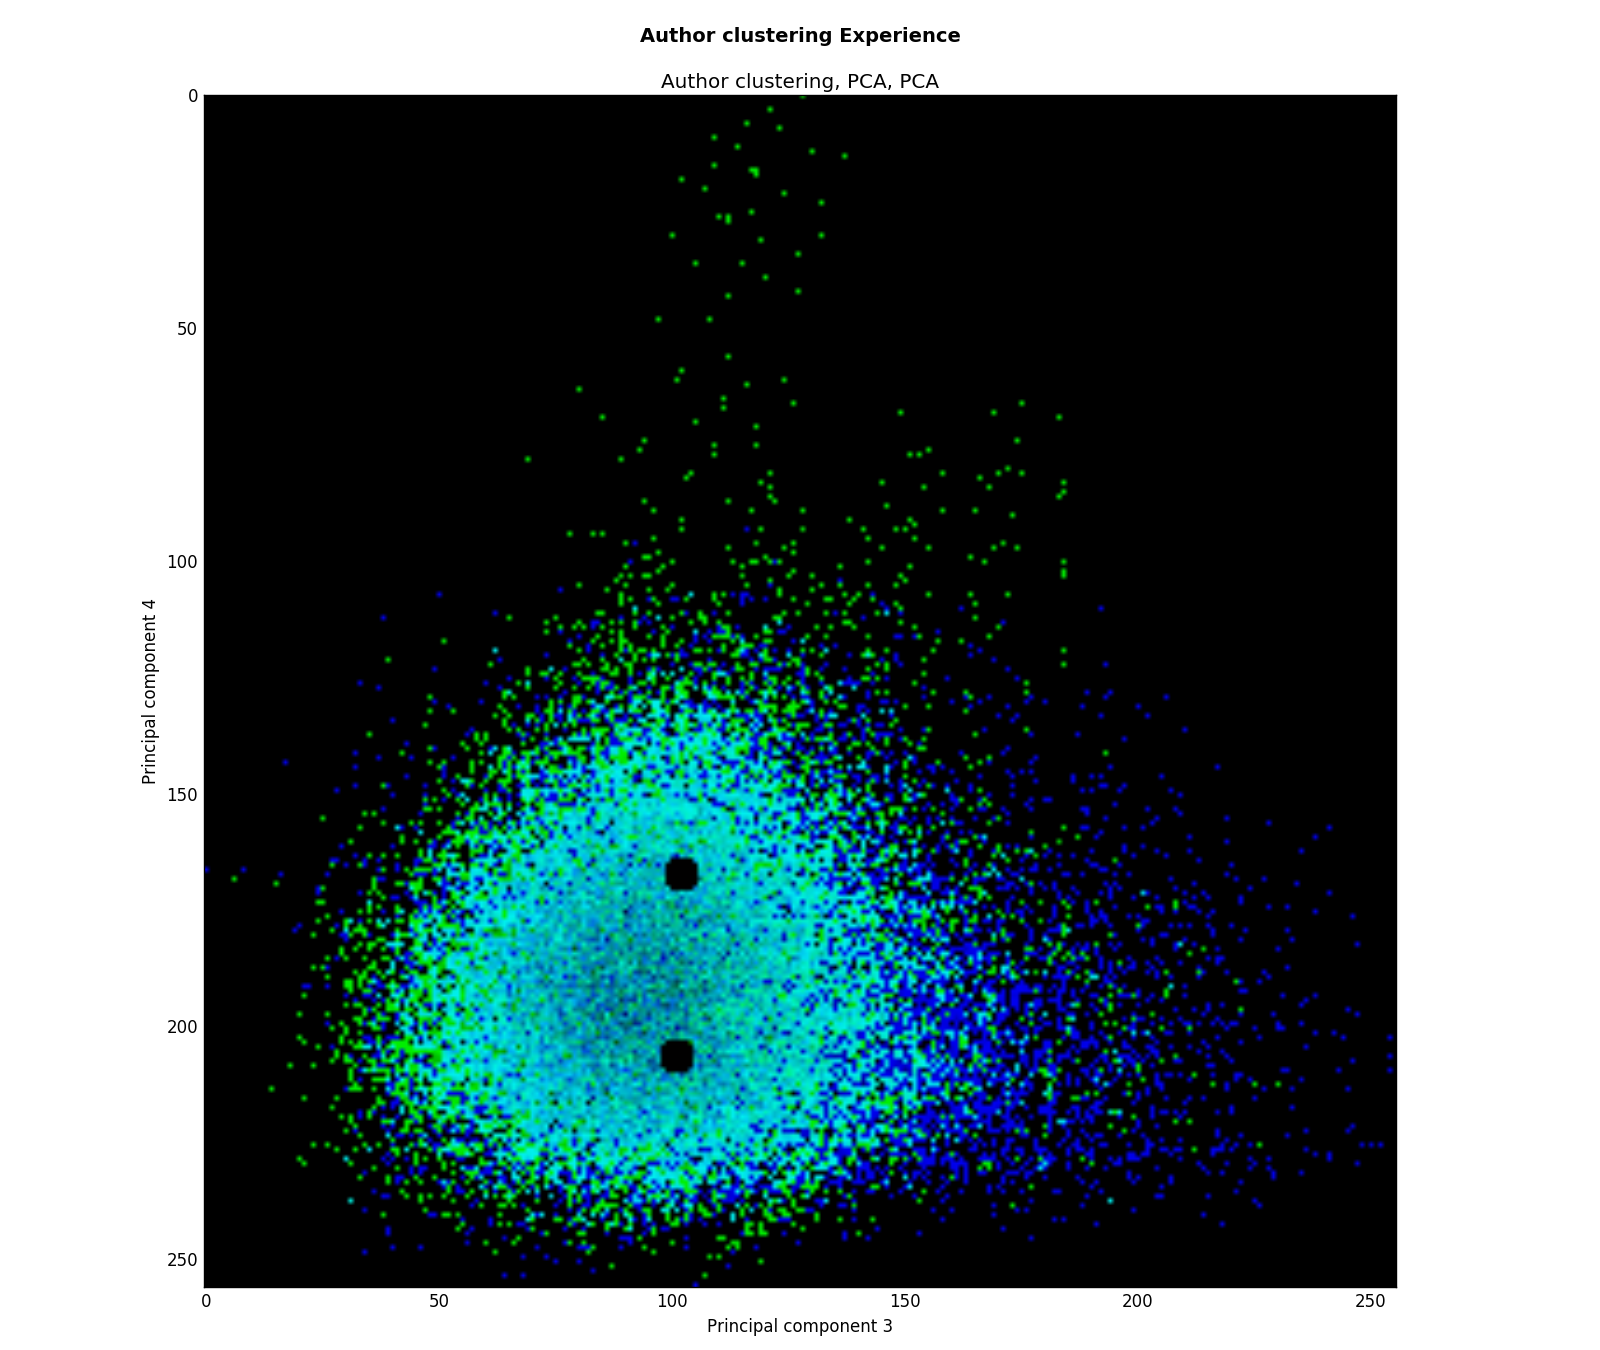 Author clustering Experience
Author clustering, PCA, PCA
0
50
100
150
200
250
Principal component 4
0 50 100 150 200 250
Principal component 3